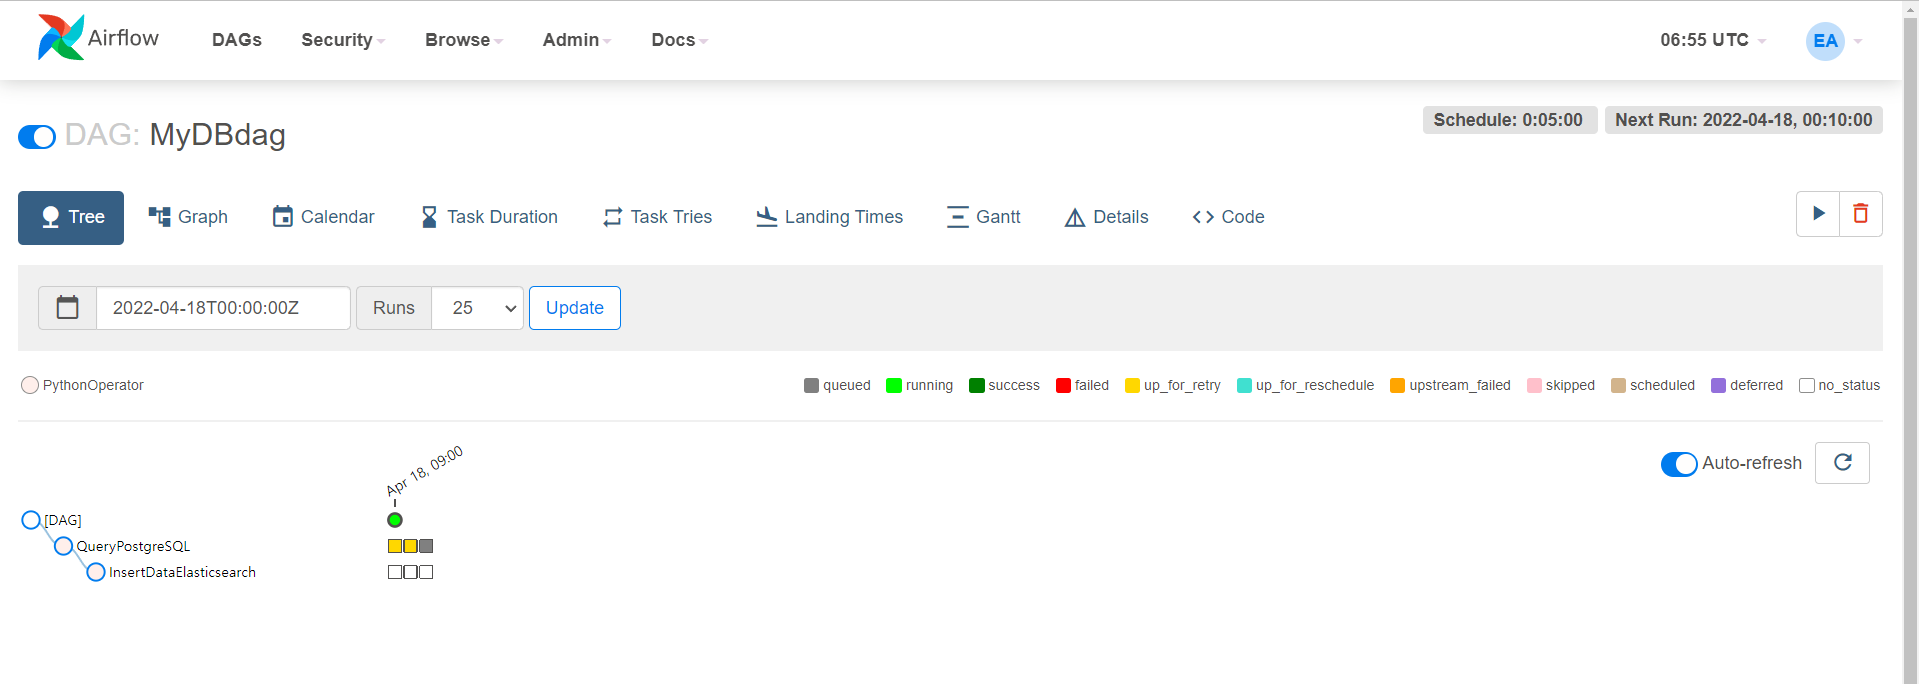 Airflow DAGs Security Browse Admin Docs 06:55 UTC EA
DAG: MyDBdag Schedule: 0:05:00 Next Run: 2022-04-18, 00:10:00
Tree Graph Calendar Task Duration Task Tries Landing Times Gantt Details Code
2022-04-18T00:00:00Z Runs 25 Update
PythonOperator queued running success failed up_for_retry up_for_reschedule upstream_failed skipped scheduled deferred no_status
Auto-refresh
Apr 18, 09:00
[DAG]
QueryPostgreSQL
InsertDataElasticsearch